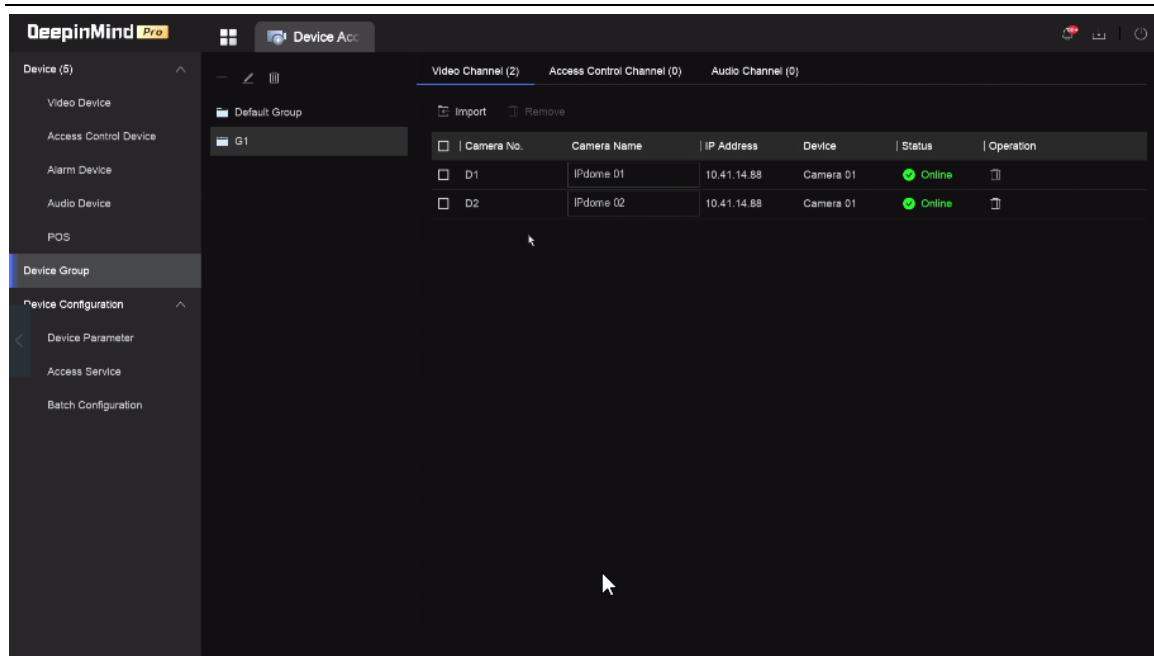 DeepinMind Pro
Device Acc
Device (5)
Video Device
Access Control Device
Alarm Device
Audio Device
POS
Device Group
Device Configuration
Device Parameter
Access Service
Batch Configuration
Default Group
G1
Video Channel (2) Access Control Channel (0) Audio Channel (0)
Import Remove
Camera No. Camera Name IP Address Device Status Operation
D1 IPdome 01 10.41.14.88 Camera 01 Online
D2 IPdome 02 10.41.14.88 Camera 01 Online